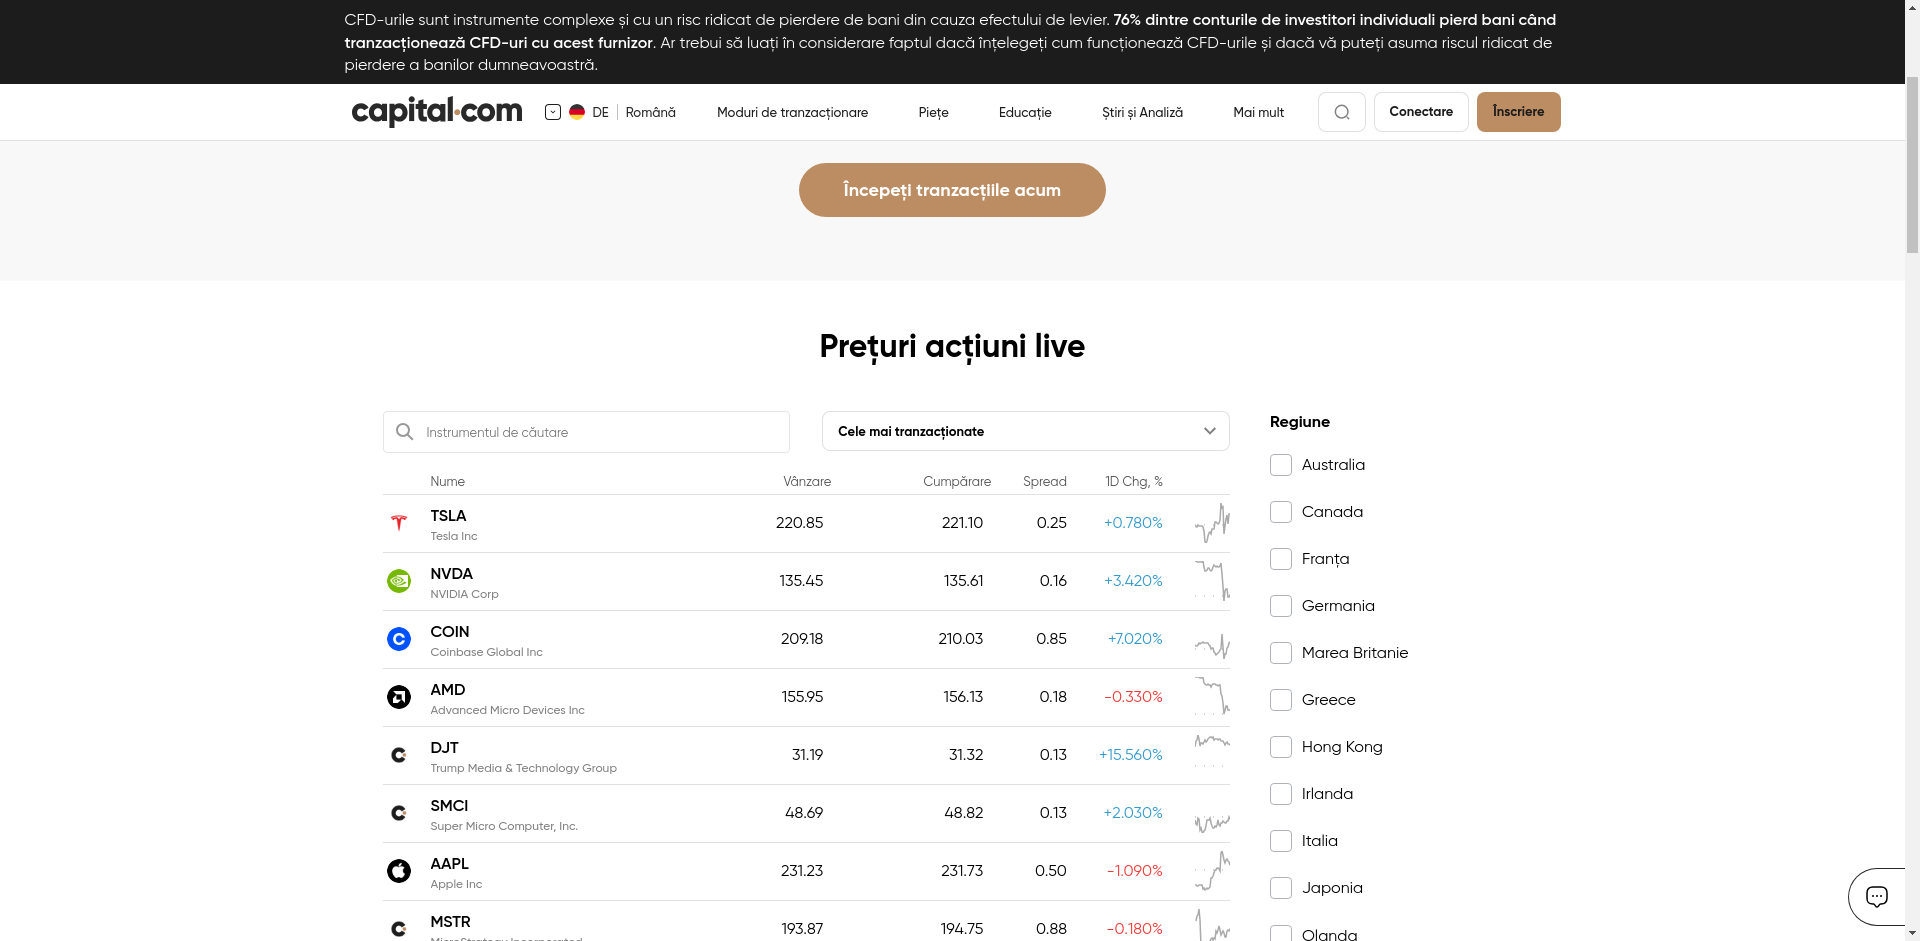 CFD-urile sunt instrumente complexe și cu un risc ridicat de pierdere de bani din cauza efectului de levier. 76% dintre conturile de investitori individuali pierd bani când
tranzacționează CFD-uri cu acest furnizor. Ar trebui să luați în considerare faptul dacă înțelegeți cum funcționează CFD-urile și dacă vă puteți asuma riscul ridicat de
pierdere a banilor dumneavoastră.
capital.com DE Română Moduri de tranzacționare Piețe Educație Știri și Analiză Mai mult Conectare Înscriere
Începeți tranzacțiile acum
Prețuri acțiuni live
Instrumentul de căutare Cele mai tranzacționate
Nume Vânzare Cumpărare Spread 1D Chg, %
TSLA 220.85 221.10 0.25 +0.780%
Tesla Inc
NVDA 135.45 135.61 0.16 +3.420%
NVIDIA Corp
COIN 209.18 210.03 0.85 +7.020%
Coinbase Global Inc
AMD 155.95 156.13 0.18 -0.330%
Advanced Micro Devices Inc
DJT 31.19 31.32 0.13 +15.560%
Trump Media & Technology Group
SMCI 48.69 48.82 0.13 +2.030%
Super Micro Computer, Inc.
AAPL 231.23 231.73 0.50 -1.090%
Apple Inc
MSTR 193.87 194.75 0.88 -0.180%
MicroStrategy Incorporated
Regiune
Australia
Canada
Franța
Germania
Marea Britanie
Greece
Hong Kong
Irlanda
Italia
Japonia
Olanda